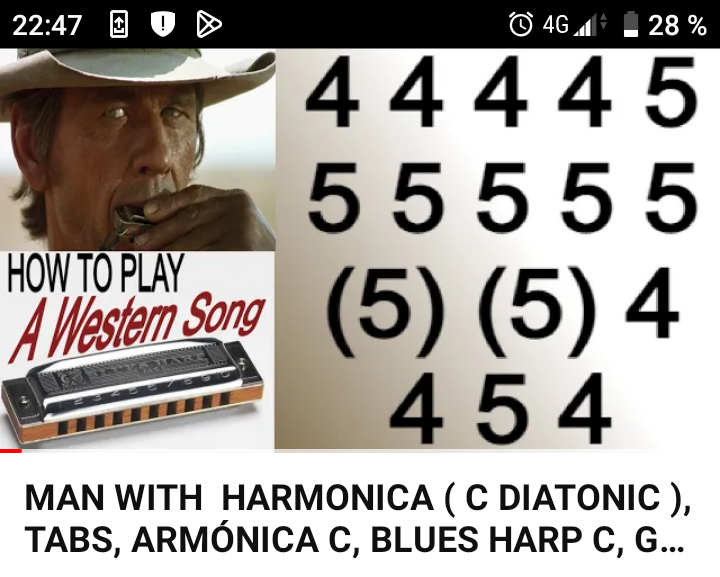 22:47 4G 28 %
4 4 4 4 5
5 5 5 5 5
(5) (5) 4
4 5 4
HOW TO PLAY
A Western Song
MAN WITH HARMONICA ( C DIATONIC ),
TABS, ARMÓNICA C, BLUES HARP C, G...